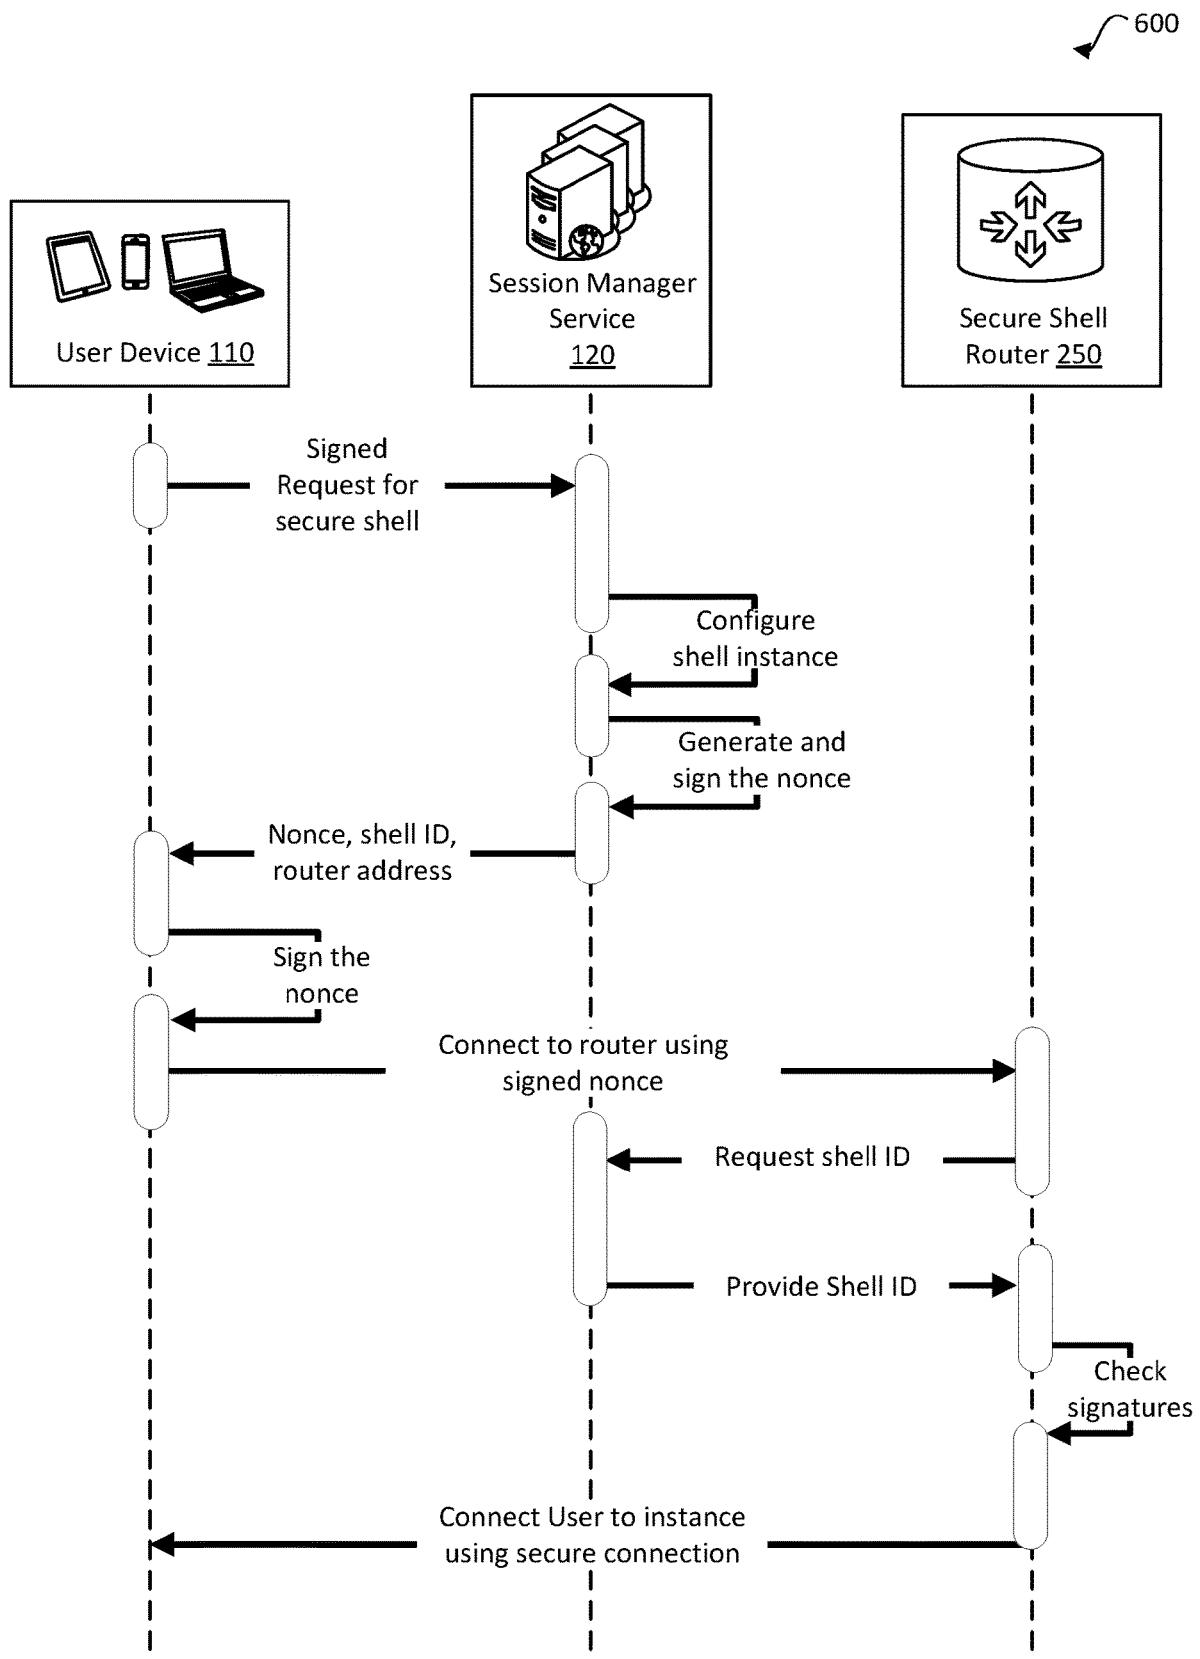 600
User Device 110
Session Manager
Service
120
Secure Shell
Router 250
Signed
Request for
secure shell
Configure
shell instance
Generate and
sign the nonce
Nonce, shell ID,
router address
Sign the
nonce
Connect to router using
signed nonce
Request shell ID
Provide Shell ID
Check
signatures
Connect User to instance
using secure connection